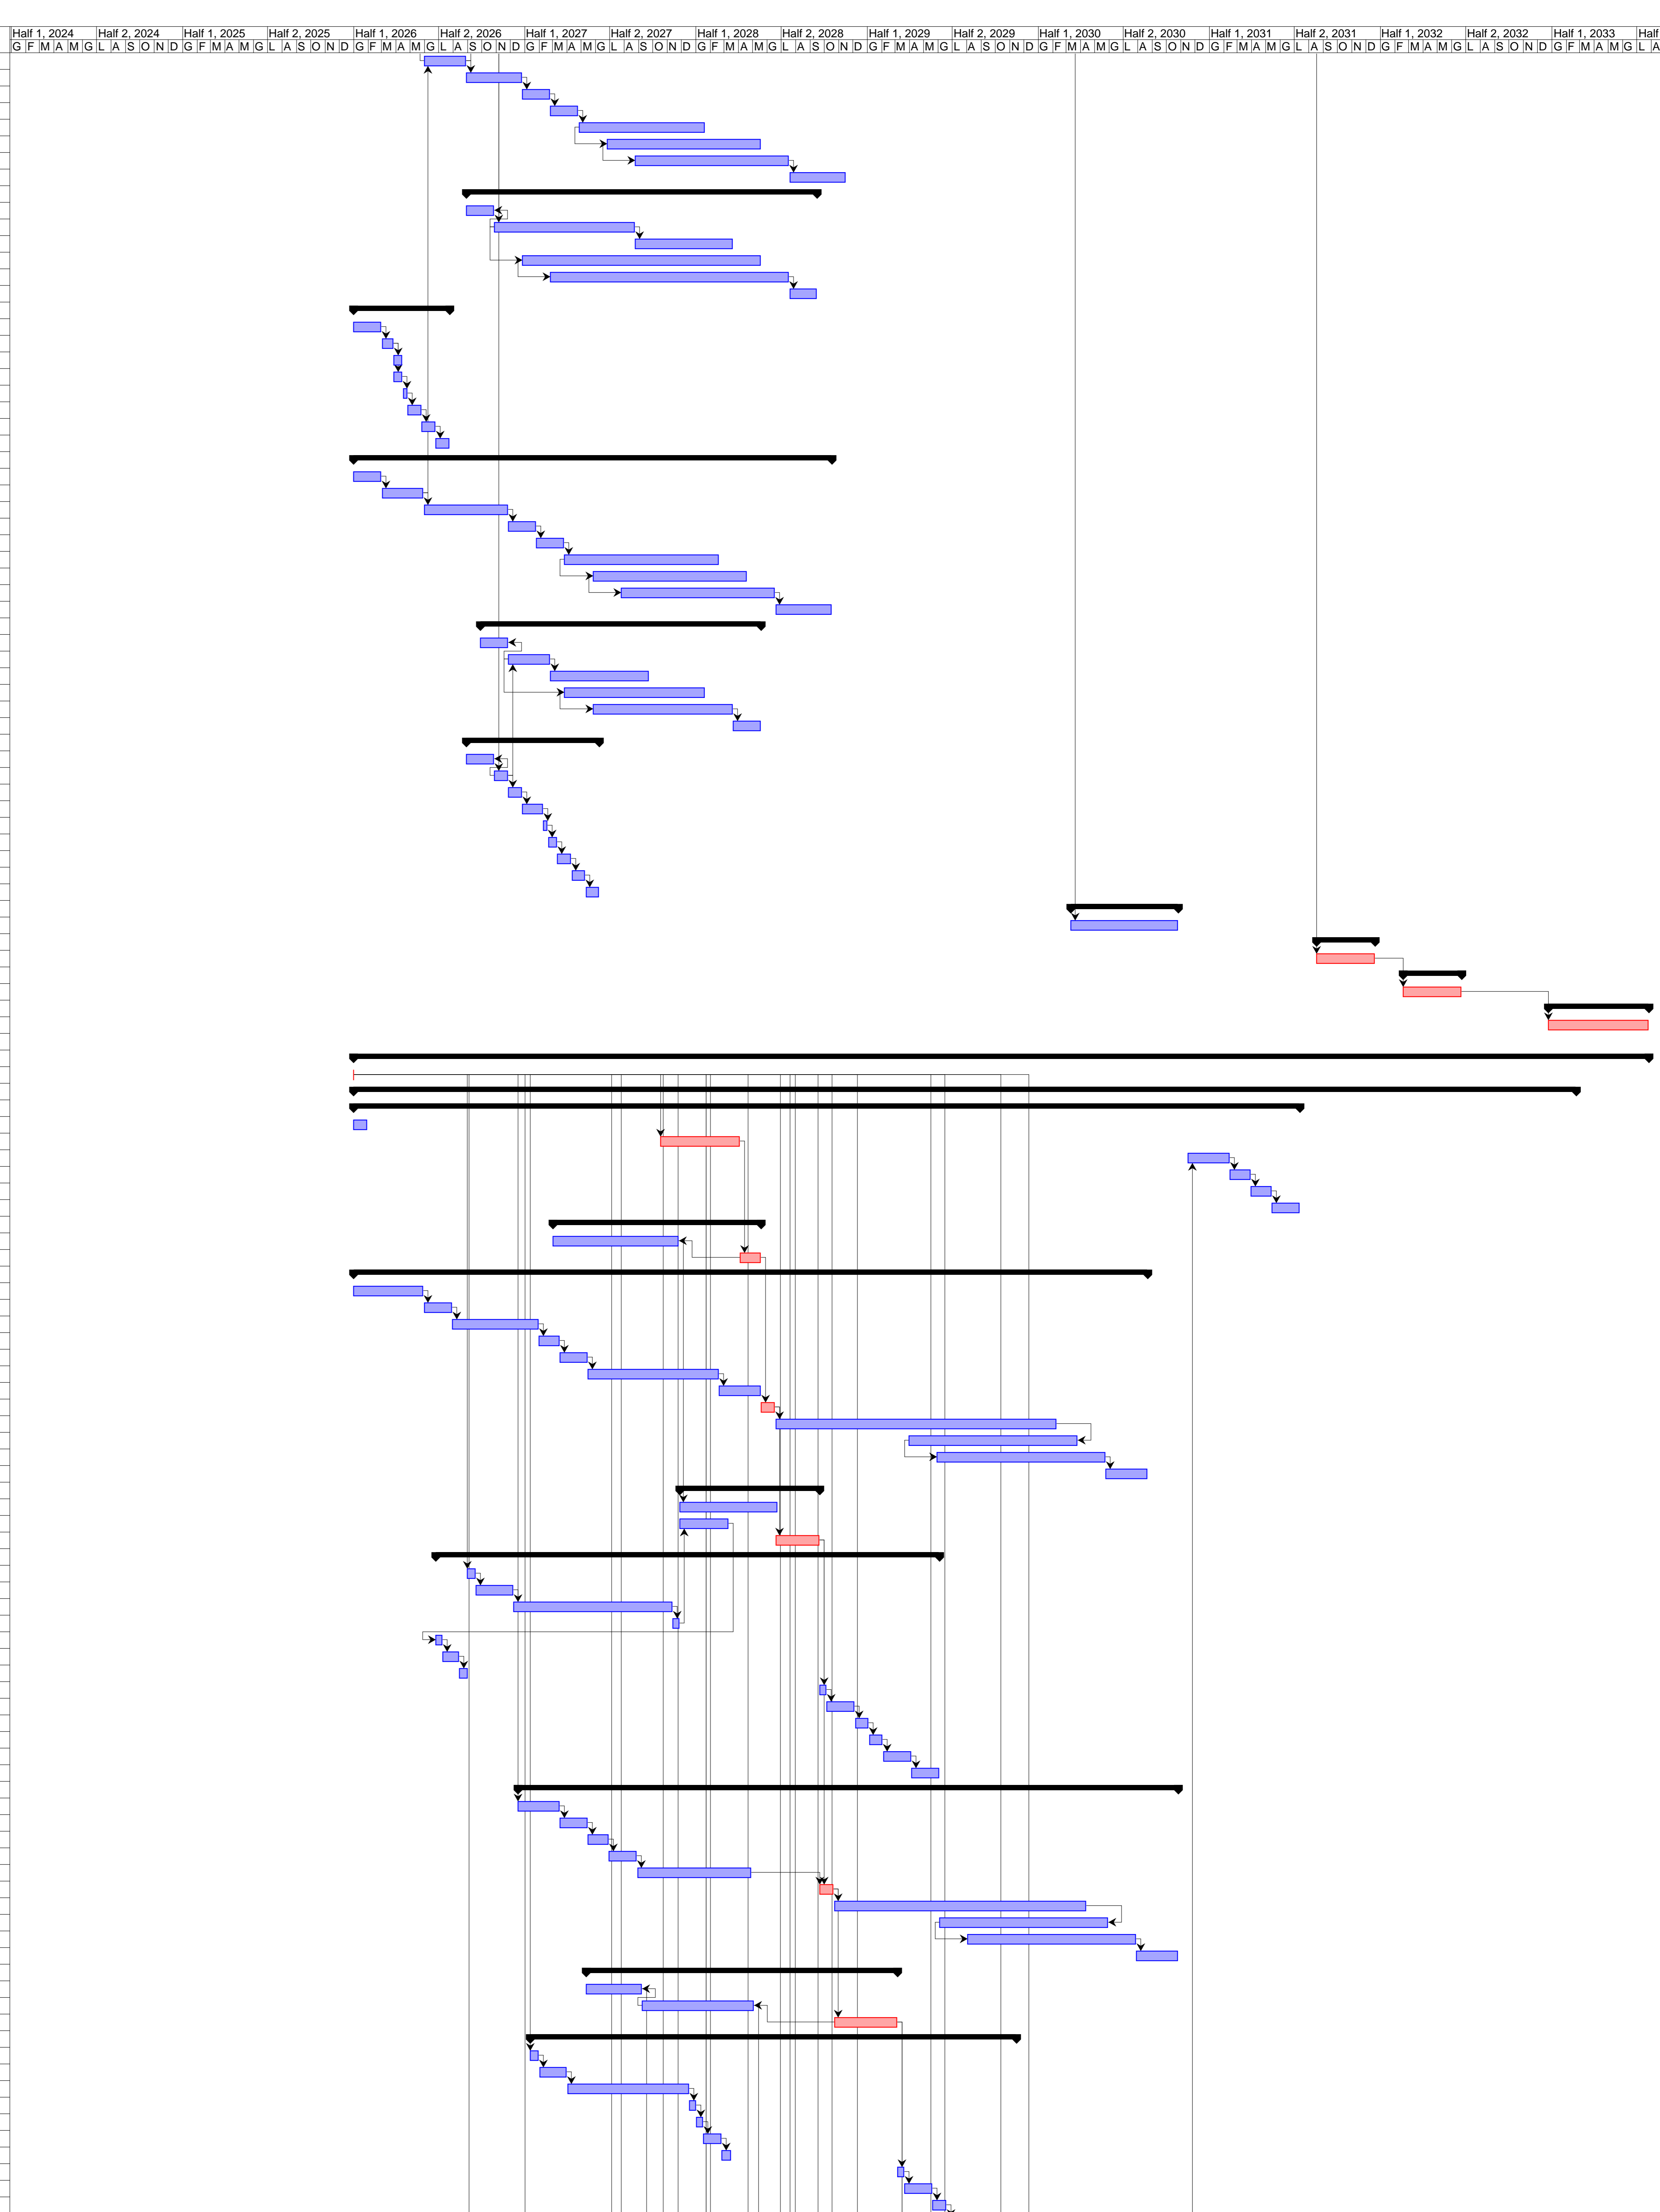 Half 1, 2024 Half 2, 2024 Half 1, 2025 Half 2, 2025 Half 1, 2026 Half 2, 2026 Half 1, 2027 Half 2, 2027 Half 1, 2028 Half 2, 2028 Half 1, 2029 Half 2, 2029 Half 1, 2030 Half 2, 2030 Half 1, 2031 Half 2, 2031 Half 1, 2032 Half 2, 2032 Half 1, 2033 Half
G F M A M G L A S O N D G F M A M G L A S O N D G F M A M G L A S O N D G F M A M G L A S O N D G F M A M G L A S O N D G F M A M G L A S O N D G F M A M G L A S O N D G F M A M G L A S O N D G F M A M G L A S O N D G F M A M G L A